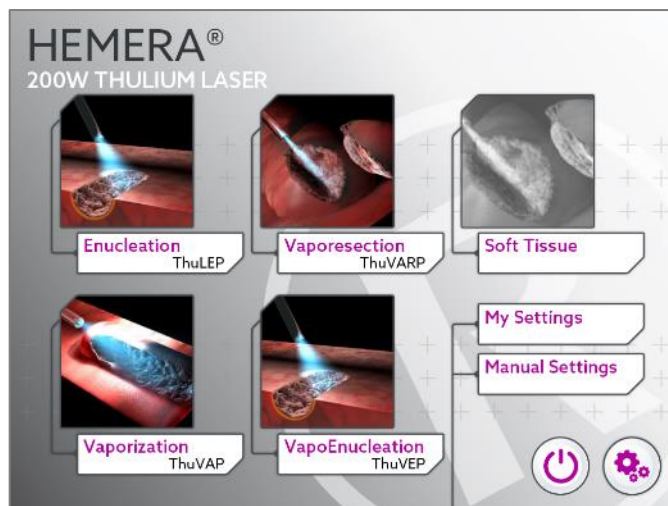 HEMERA®
200W THULIUM LASER
Enucleation
ThuLEP
Vaporesection
ThuVARP
Soft Tissue
Vaporization
ThuVAP
VapoEnucleation
ThuVEP
My Settings
Manual Settings